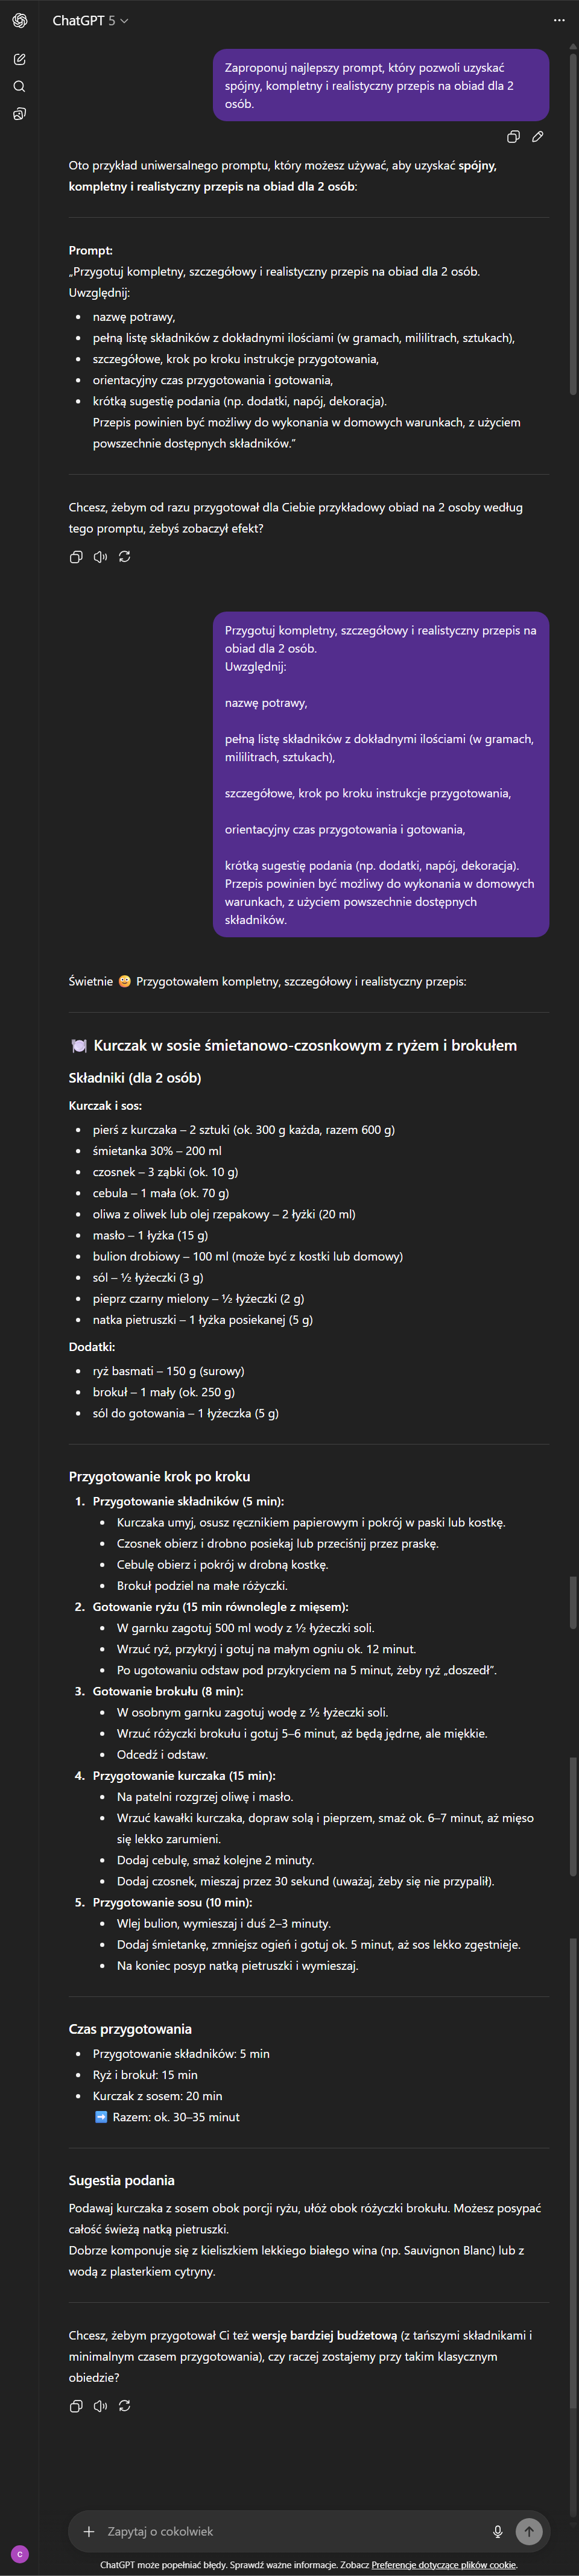 ChatGPT 5
Zaproponuj najlepszy prompt, który pozwoli uzyskać
spójny, kompletny i realistyczny przepis na obiad dla 2
osób.
Oto przykład uniwersalnego promptu, który możesz używać, aby uzyskać spójny,
kompletny i realistyczny przepis na obiad dla 2 osób:
Prompt:
„Przygotuj kompletny, szczegółowy i realistyczny przepis na obiad dla 2 osób.
Uwzględnij:
• nazwę potrawy,
• pełną listę składników z dokładnymi ilościami (w gramach, mililitrach, sztukach),
• szczegółowe, krok po kroku instrukcje przygotowania,
• orientacyjny czas przygotowania i gotowania,
• krótką sugestię podania (np. dodatki, napój, dekoracja).
Przepis powinien być możliwy do wykonania w domowych warunkach, z użyciem
powszechnie dostępnych składników.”
Chcesz, żebym od razu przygotował dla Ciebie przykładowy obiad na 2 osoby według
tego promptu, żebyś zobaczył efekt?
Przygotuj kompletny, szczegółowy i realistyczny przepis na
obiad dla 2 osób.
Uwzględnij:
nazwę potrawy,
pełną listę składników z dokładnymi ilościami (w gramach,
mililitrach, sztukach),
szczegółowe, krok po kroku instrukcje przygotowania,
orientacyjny czas przygotowania i gotowania,
krótką sugestię podania (np. dodatki, napój, dekoracja).
Przepis powinien być możliwy do wykonania w domowych
warunkach, z użyciem powszechnie dostępnych
składników.
Świetnie 😃 Przygotowałem kompletny, szczegółowy i realistyczny przepis:
🍽️ Kurczak w sosie śmietanowo-czosnkowym z ryżem i brokułem
Składniki (dla 2 osób)
Kurczak i sos:
• pierś z kurczaka – 2 sztuki (ok. 300 g każda, razem 600 g)
• śmietanka 30% – 200 ml
• czosnek – 3 ząbki (ok. 10 g)
• cebula – 1 mała (ok. 70 g)
• oliwa z oliwek lub olej rzepakowy – 2 łyżki (20 ml)
• masło – 1 łyżka (15 g)
• bulion drobiowy – 100 ml (może być z kostki lub domowy)
• sól – ½ łyżeczki (3 g)
• pieprz czarny mielony – ½ łyżeczki (2 g)
• natka pietruszki – 1 łyżka posiekanej (5 g)
Dodatki:
• ryż basmati – 150 g (surowy)
• brokuł – 1 mały (ok. 250 g)
• sól do gotowania – 1 łyżeczka (5 g)
Przygotowanie krok po kroku
1. Przygotowanie składników (5 min):
• Kurczaka umyj, osusz ręcznikiem papierowym i pokrój w paski lub kostkę.
• Czosnek obierz i drobno posiekaj lub przeciśnij przez praskę.
• Cebulę obierz i pokrój w drobną kostkę.
• Brokuł podziel na małe różyczki.
2. Gotowanie ryżu (15 min równolegle z mięsem):
• W garnku zagotuj 500 ml wody z ½ łyżeczki soli.
• Wrzuć ryż, przykryj i gotuj na małym ogniu ok. 12 minut.
• Po ugotowaniu odstaw pod przykryciem na 5 minut, żeby ryż „doszedł”.
3. Gotowanie brokułu (8 min):
• W osobnym garnku zagotuj wodę z ½ łyżeczki soli.
• Wrzuć różyczki brokułu i gotuj 5–6 minut, aż będą jędrne, ale miękkie.
• Odcedź i odstaw.
4. Przygotowanie kurczaka (15 min):
• Na patelni rozgrzej oliwę i masło.
• Wrzuć kawałki kurczaka, dopraw solą i pieprzem, smaż ok. 6–7 minut, aż mięso
się lekko zarumieni.
• Dodaj cebulę, smaż kolejne 2 minuty.
• Dodaj czosnek, mieszaj przez 30 sekund (uważaj, żeby się nie przypalił).
5. Przygotowanie sosu (10 min):
• Wlej bulion, wymieszaj i duś 2–3 minuty.
• Dodaj śmietankę, zmniejsz ogień i gotuj ok. 5 minut, aż sos lekko zgęstnieje.
• Na koniec posyp natką pietruszki i wymieszaj.
Czas przygotowania
• Przygotowanie składników: 5 min
• Ryż i brokuł: 15 min
• Kurczak z sosem: 20 min
➡️ Razem: ok. 30–35 minut
Sugestia podania
Podawaj kurczaka z sosem obok porcji ryżu, ułóż obok różyczki brokułu. Możesz posypać
całość świeżą natką pietruszki.
Dobrze komponuje się z kieliszkiem lekkiego białego wina (np. Sauvignon Blanc) lub z
wodą z plasterkiem cytryny.
Chcesz, żebym przygotował Ci też wersję bardziej budżetową (z tańszymi składnikami i
minimalnym czasem przygotowania), czy raczej zostajemy przy takim klasycznym
obiedzie?
Zapytaj o cokolwiek
C
ChatGPT może popełniać błędy. Sprawdź ważne informacje. Zobacz Preferencje dotyczące plików cookie.